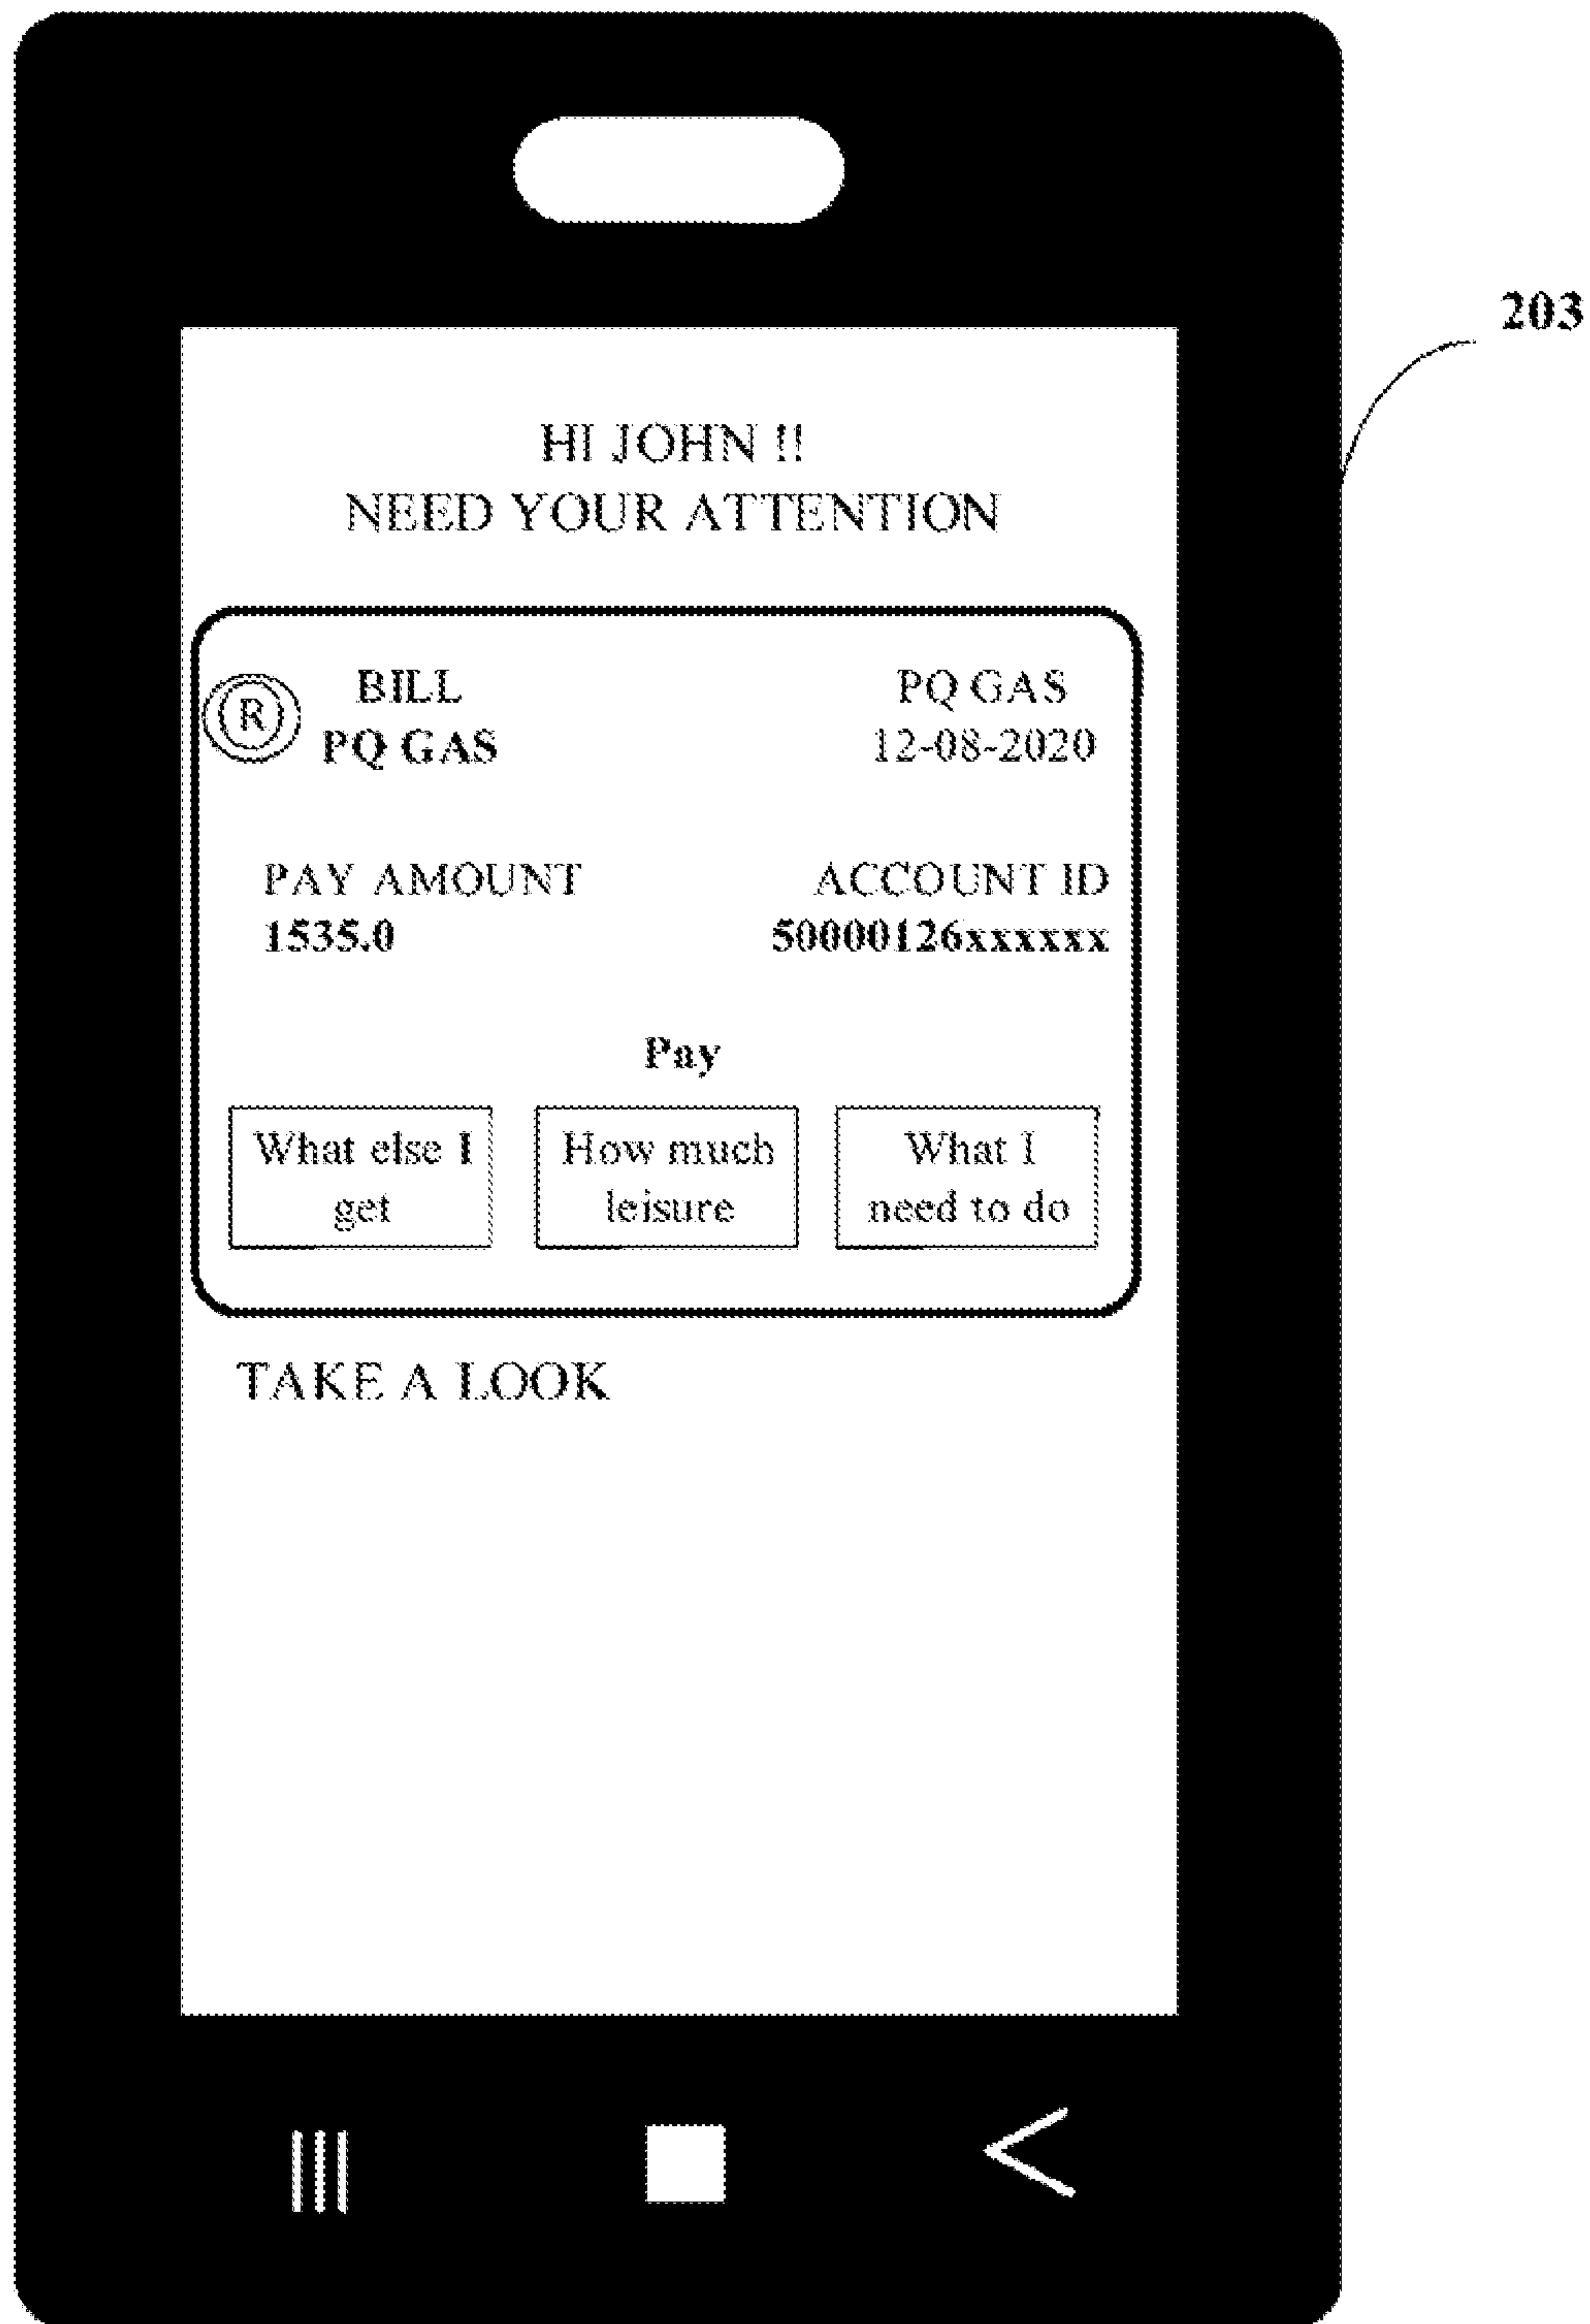 203
HI JOHN !!
NEED YOUR ATTENTION
R
BILL
PQ GAS
PQ GAS
12-08-2020
PAY AMOUNT
1535.0
ACCOUNT ID
50000126xxxxxx
Pay
What else I
get
How much
leisure
What I
need to do
TAKE A LOOK